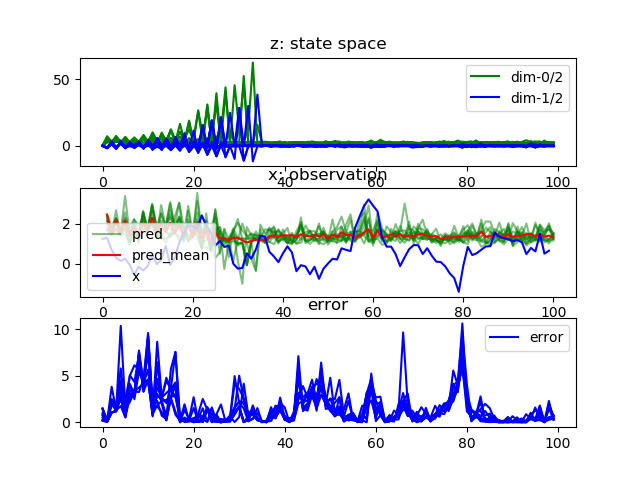 z: state space
50
0
dim-0/2
dim-1/2
0 20 40 60 80 100
x: observation
2
0
pred
pred_mean
x
0 20 40 60 80 100
error
10
5
0
error
0 20 40 60 80 100